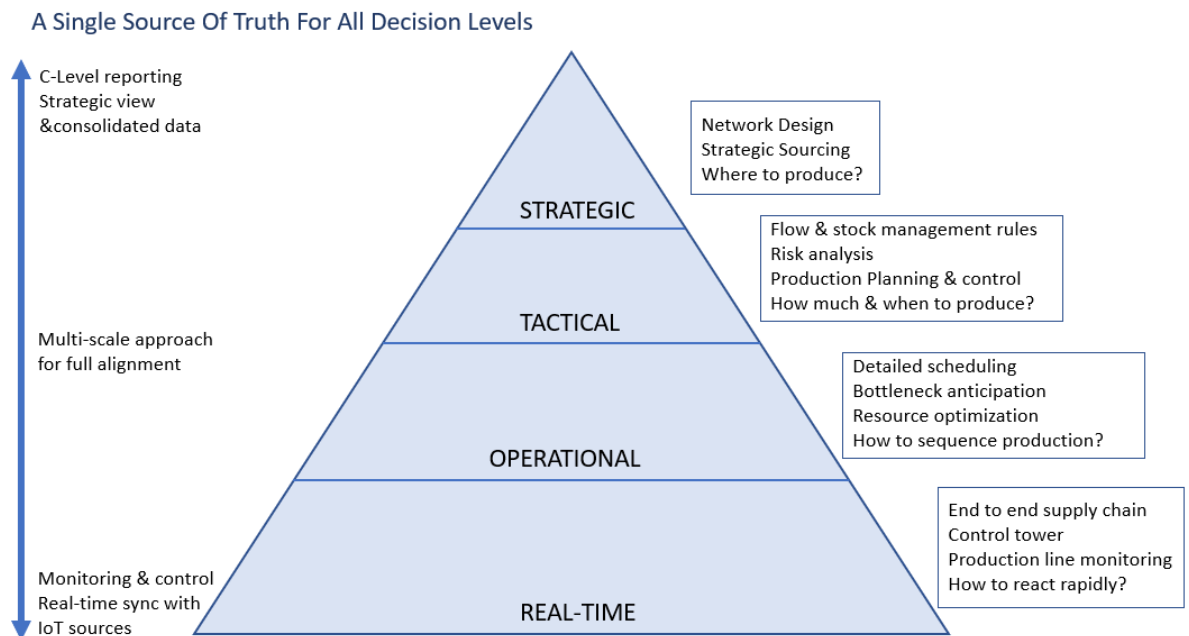 A Single Source Of Truth For All Decision Levels
C-Level reporting
Strategic view
&consolidated data
Network Design
Strategic Sourcing
Where to produce?
STRATEGIC
Flow & stock management rules
Risk analysis
Production Planning & control
How much & when to produce?
TACTICAL
Multi-scale approach
for full alignment
Detailed scheduling
Bottleneck anticipation
Resource optimization
How to sequence production?
OPERATIONAL
End to end supply chain
Control tower
Production line monitoring
How to react rapidly?
Monitoring & control
Real-time sync with
IoT sources
REAL-TIME